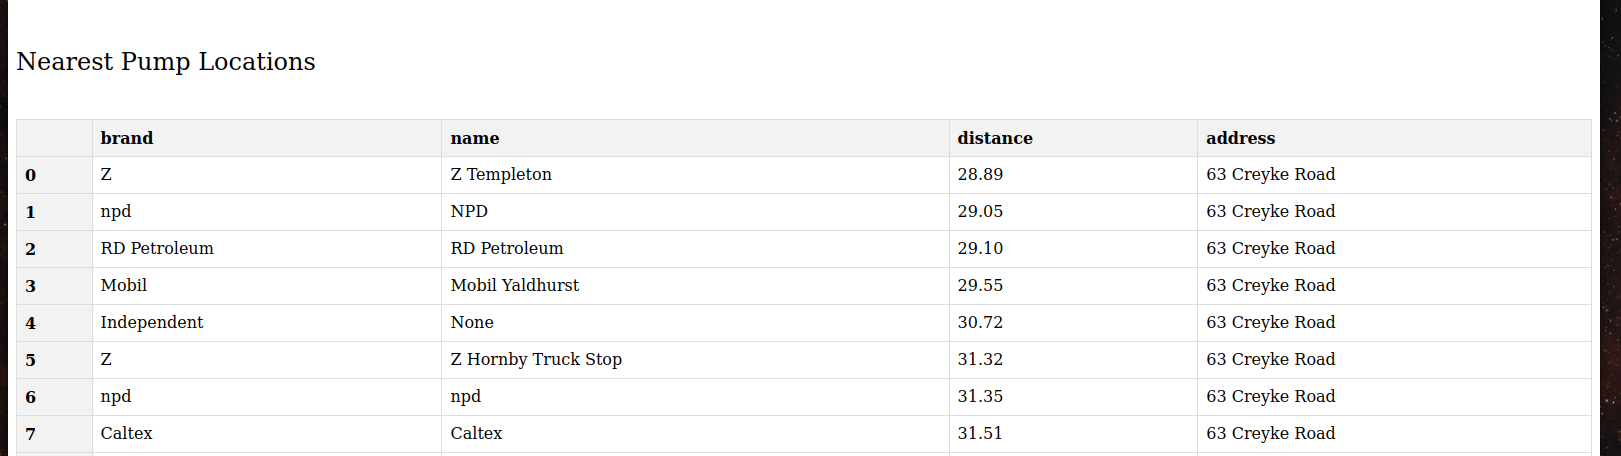 Nearest Pump Locations
brand name distance address
0 Z Z Templeton 28.89 63 Creyke Road
1 npd NPD 29.05 63 Creyke Road
2 RD Petroleum RD Petroleum 29.10 63 Creyke Road
3 Mobil Mobil Yaldhurst 29.55 63 Creyke Road
4 Independent None 30.72 63 Creyke Road
5 Z Z Hornby Truck Stop 31.32 63 Creyke Road
6 npd npd 31.35 63 Creyke Road
7 Caltex Caltex 31.51 63 Creyke Road